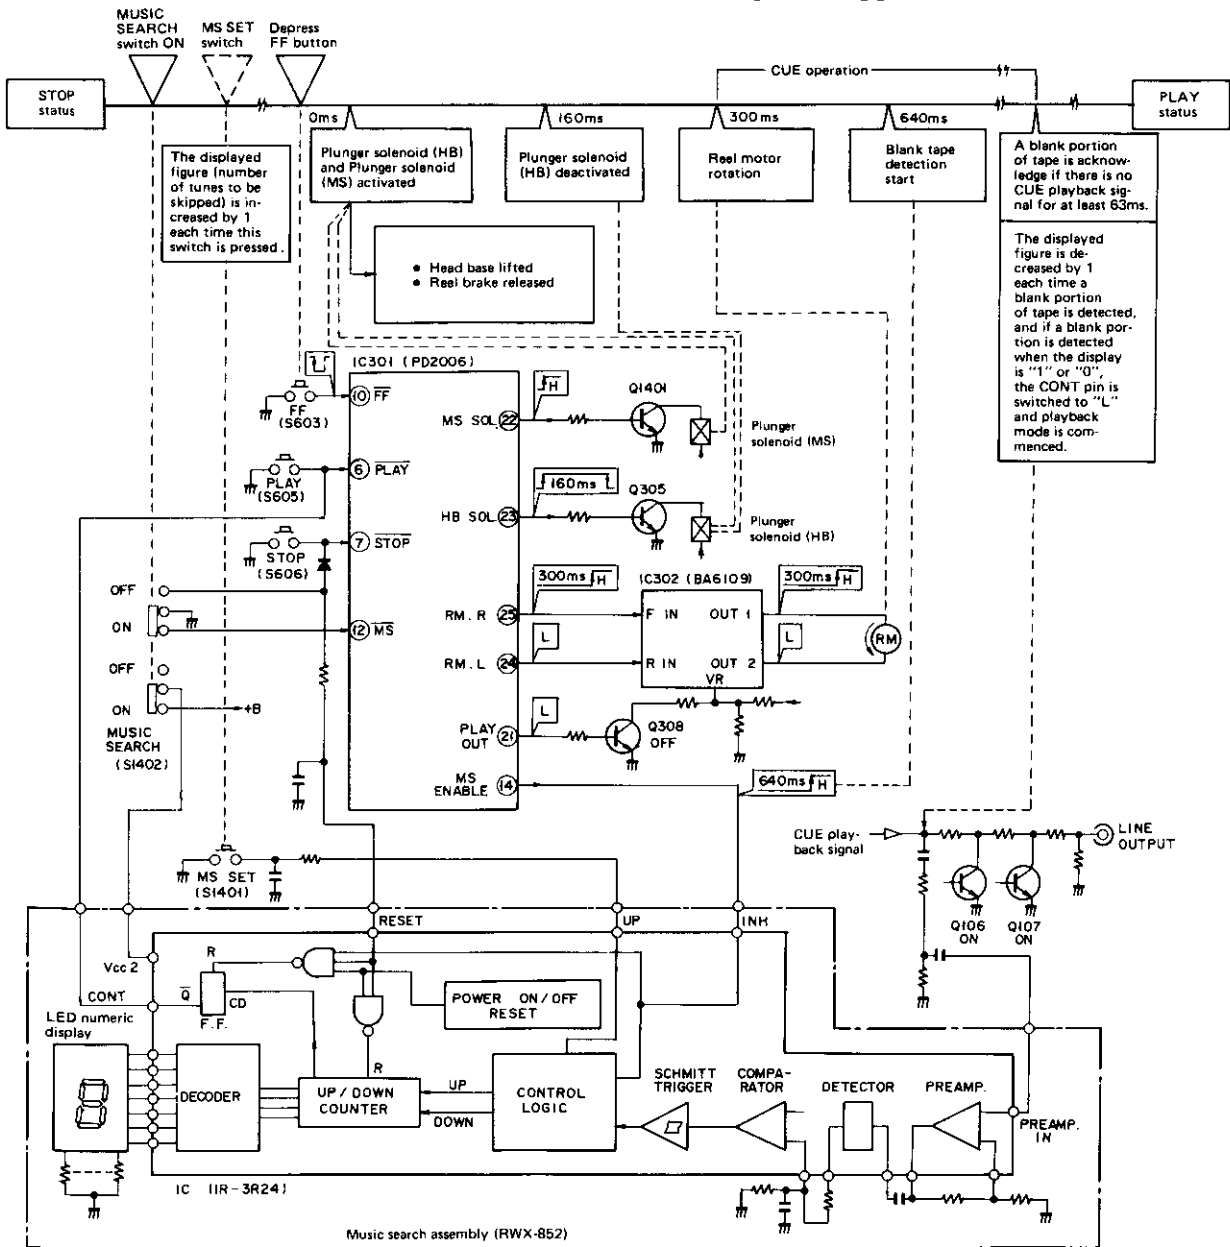 MUSIC
SEARCH
switch ON
MS SET
switch
Depress
FF button
CUE operation
STOP
status
PLAY
status
0ms
160ms
300ms
640ms
The displayed
figure (number
of tunes to be
skipped) is in-
creased by 1
each time this
switch is pressed.
Plunger solenoid (HB)
and Plunger solenoid
(MS) activated
Plunger solenoid
(HB) deactivated
Reel motor
rotation
Blank tape
detection
start
A blank portion
of tape is acknow-
ledge if there is no
CUE playback sig-
nal for at least 63ms.
The displayed
figure is de-
creased by 1
each time a
blank portion
of tape is detected,
and if a blank por-
tion is detected
when the display
is "1" or "0",
the CONT pin is
switched to "L"
and playback
mode is com-
menced.
• Head base lifted
• Reel brake released
IC301 (PD2006)
10 FF
FF
(S603)
6 PLAY
PLAY
(S605)
7 STOP
STOP
(S606)
OFF
ON
12 MS
OFF
ON
+B
MUSIC
SEARCH
(S1402)
MS SOL 22
H
Q1401
Plunger
solenoid (MS)
HB SOL 23
160ms
Q305
Plunger
solenoid (HB)
RM. R 25
300ms H
IC302 (BA6109)
F IN OUT 1
300ms H
RM
RM. L 24
L
R IN OUT 2
L
VR
PLAY
OUT 21
L
Q308
OFF
MS
ENABLE 14
640ms H
MS SET
(S1401)
CUE play-
back signal
LINE
OUTPUT
Q106
ON
Q107
ON
RESET
UP
INH
Vcc 2
R
CONT
Q
CD
F. F.
POWER ON/OFF
RESET
LED numeric
display
DECODER
R
UP/DOWN
COUNTER
UP
DOWN
CONTROL
LOGIC
SCHMITT
TRIGGER
COMPA-
RATOR
DETECTOR
PREAMP.
PREAMP.
IN
8
IC (IR-3R24)
Music search assembly (RWX-852)